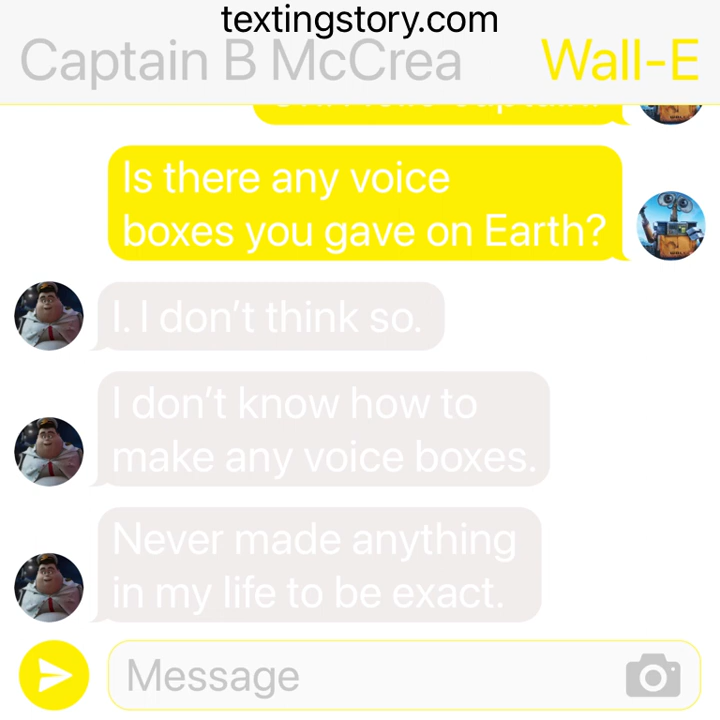 textingstory.com
Captain B McCrea
Wall-E
Is there any voice
boxes you gave on Earth?
I. I don't think so.
I don't know how to
make any voice boxes.
Never made anything
in my life to be exact.
Message